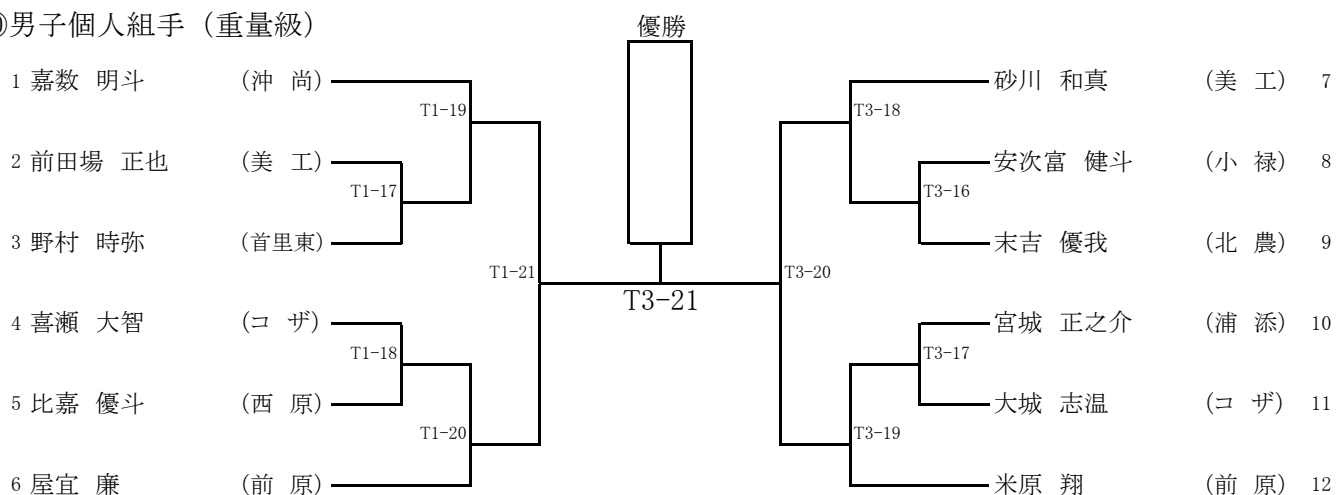 男子個人組手（重量級）
優勝
1 嘉数 明斗 (沖 尚)
砂川 和真 (美 工) 7
T1-19
T3-18
2 前田場 正也 (美 工)
安次富 健斗 (小 禄) 8
T1-17
T3-16
3 野村 時弥 (首里東)
末吉 優我 (北 農) 9
T1-21
T3-20
T3-21
4 喜瀬 大智 (コ ザ)
宮城 正之介 (浦 添) 10
T1-18
T3-17
5 比嘉 優斗 (西 原)
大城 志温 (コ ザ) 11
T1-20
T3-19
6 屋宜 廉 (前 原)
米原 翔 (前 原) 12